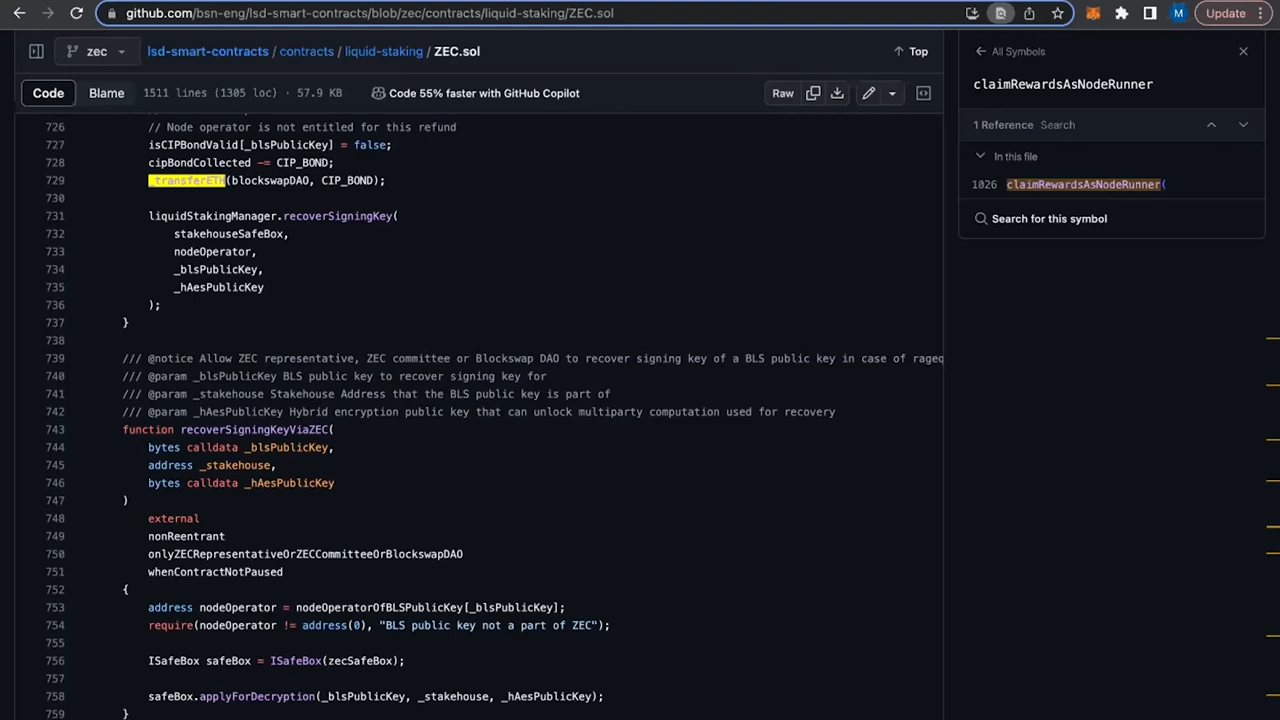 github.com/bsn-eng/lsd-smart-contracts/blob/zec/contracts/liquid-staking/ZEC.sol
M
Update
zec
lsd-smart-contracts / contracts / liquid-staking / ZEC.sol
Top
Code
Blame
1511 lines (1305 loc) · 57.9 KB
Code 55% faster with GitHub Copilot
Raw
726 // Node operator is not entitled for this refund
727 isCIPBondValid[_blsPublicKey] = false;
728 cipBondCollected -= CIP_BOND;
729 _transferETH(blockswapDAO, CIP_BOND);
730
731 liquidStakingManager.recoverSigningKey(
732 stakehouseSafeBox,
733 nodeOperator,
734 _blsPublicKey,
735 _hAesPublicKey
736 );
737 }
738
739 /// @notice Allow ZEC representative, ZEC committee or Blockswap DAO to recover signing key of a BLS public key in case of rageq
740 /// @param _blsPublicKey BLS public key to recover signing key for
741 /// @param _stakehouse Stakehouse Address that the BLS public key is part of
742 /// @param _hAesPublicKey Hybrid encryption public key that can unlock multiparty computation used for recovery
743 function recoverSigningKeyViaZEC(
744 bytes calldata _blsPublicKey,
745 address _stakehouse,
746 bytes calldata _hAesPublicKey
747 )
748 external
749 nonReentrant
750 onlyZECRepresentativeOrZECCommitteeOrBlockswapDAO
751 whenContractNotPaused
752 {
753 address nodeOperator = nodeOperatorOfBLSPublicKey[_blsPublicKey];
754 require(nodeOperator != address(0), "BLS public key not a part of ZEC");
755
756 ISafeBox safeBox = ISafeBox(zecSafeBox);
757
758 safeBox.applyForDecryption(_blsPublicKey, _stakehouse, _hAesPublicKey);
759 }
All Symbols
claimRewardsAsNodeRunner
1 Reference Search
In this file
1026 claimRewardsAsNodeRunner(
Search for this symbol